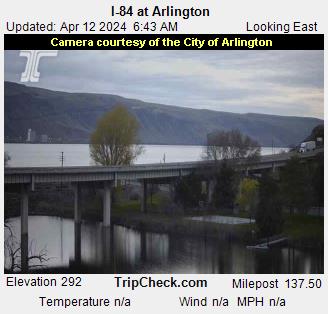 I-84 at Arlington
Updated: Apr 12 2024 6:43 AM Looking East
Camera courtesy of the City of Arlington
Elevation 292 TripCheck.com Milepost 137.50
Temperature n/a Wind n/a MPH n/a